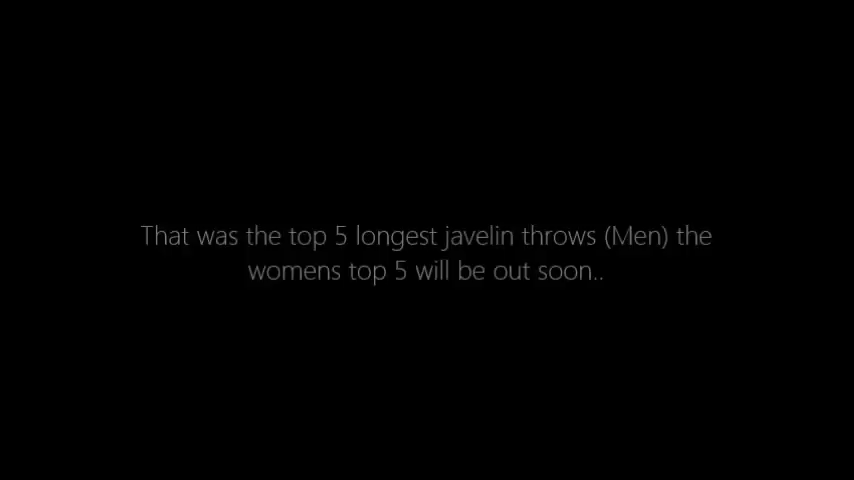 That was the top 5 longest javelin throws (Men) the
womens top 5 will be out soon..